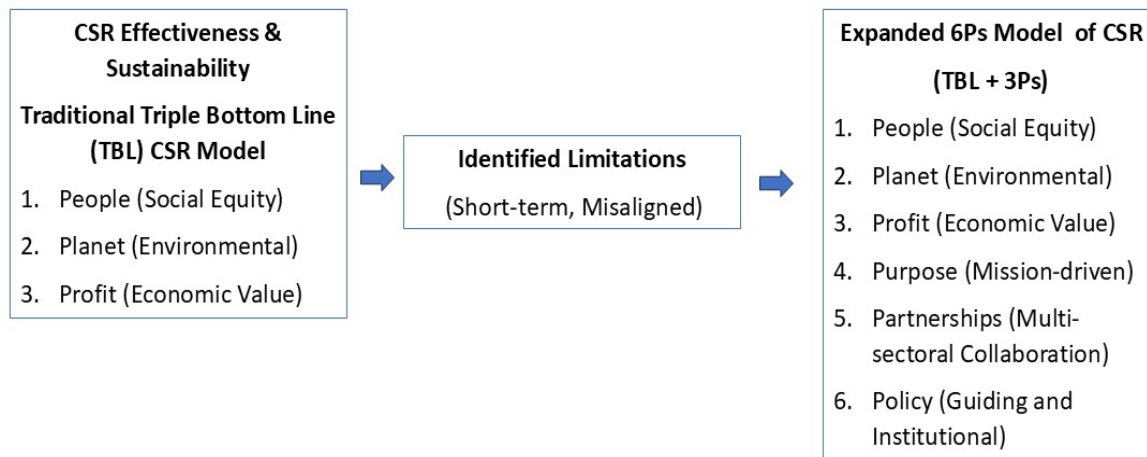 CSR Effectiveness &
Sustainability
Traditional Triple Bottom Line
(TBL) CSR Model
1. People (Social Equity)
2. Planet (Environmental)
3. Profit (Economic Value)
Identified Limitations
(Short-term, Misaligned)
Expanded 6Ps Model of CSR
(TBL + 3Ps)
1. People (Social Equity)
2. Planet (Environmental)
3. Profit (Economic Value)
4. Purpose (Mission-driven)
5. Partnerships (Multi-
sectoral Collaboration)
6. Policy (Guiding and
Institutional)